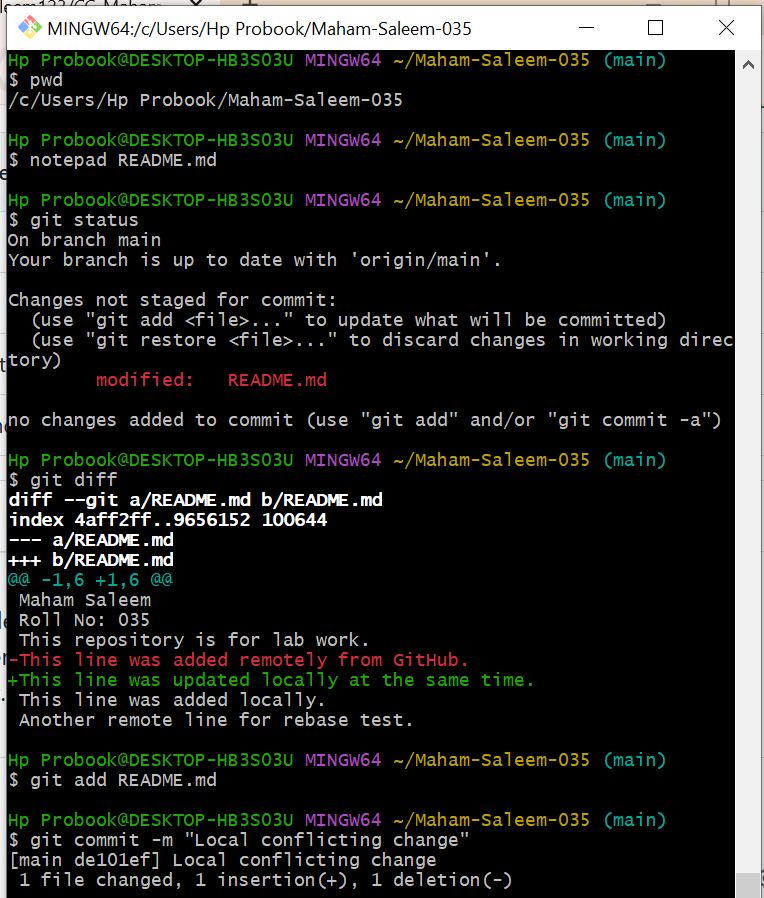 MINGW64:/c/Users/Hp Probook/Maham-Saleem-035
Hp Probook@DESKTOP-HB3SO3U MINGW64 ~/Maham-Saleem-035 (main)
$ pwd
/c/Users/Hp Probook/Maham-Saleem-035
Hp Probook@DESKTOP-HB3SO3U MINGW64 ~/Maham-Saleem-035 (main)
$ notepad README.md
Hp Probook@DESKTOP-HB3SO3U MINGW64 ~/Maham-Saleem-035 (main)
$ git status
On branch main
Your branch is up to date with 'origin/main'.
Changes not staged for commit:
  (use "git add <file>..." to update what will be committed)
  (use "git restore <file>..." to discard changes in working direc
tory)
        modified:   README.md
no changes added to commit (use "git add" and/or "git commit -a")
Hp Probook@DESKTOP-HB3SO3U MINGW64 ~/Maham-Saleem-035 (main)
$ git diff
diff --git a/README.md b/README.md
index 4aff2ff..9656152 100644
--- a/README.md
+++ b/README.md
@@ -1,6 +1,6 @@
 Maham Saleem
 Roll No: 035
 This repository is for lab work.
-This line was added remotely from GitHub.
+This line was updated locally at the same time.
 This line was added locally.
 Another remote line for rebase test.
Hp Probook@DESKTOP-HB3SO3U MINGW64 ~/Maham-Saleem-035 (main)
$ git add README.md
Hp Probook@DESKTOP-HB3SO3U MINGW64 ~/Maham-Saleem-035 (main)
$ git commit -m "Local conflicting change"
[main de101ef] Local conflicting change
 1 file changed, 1 insertion(+), 1 deletion(-)